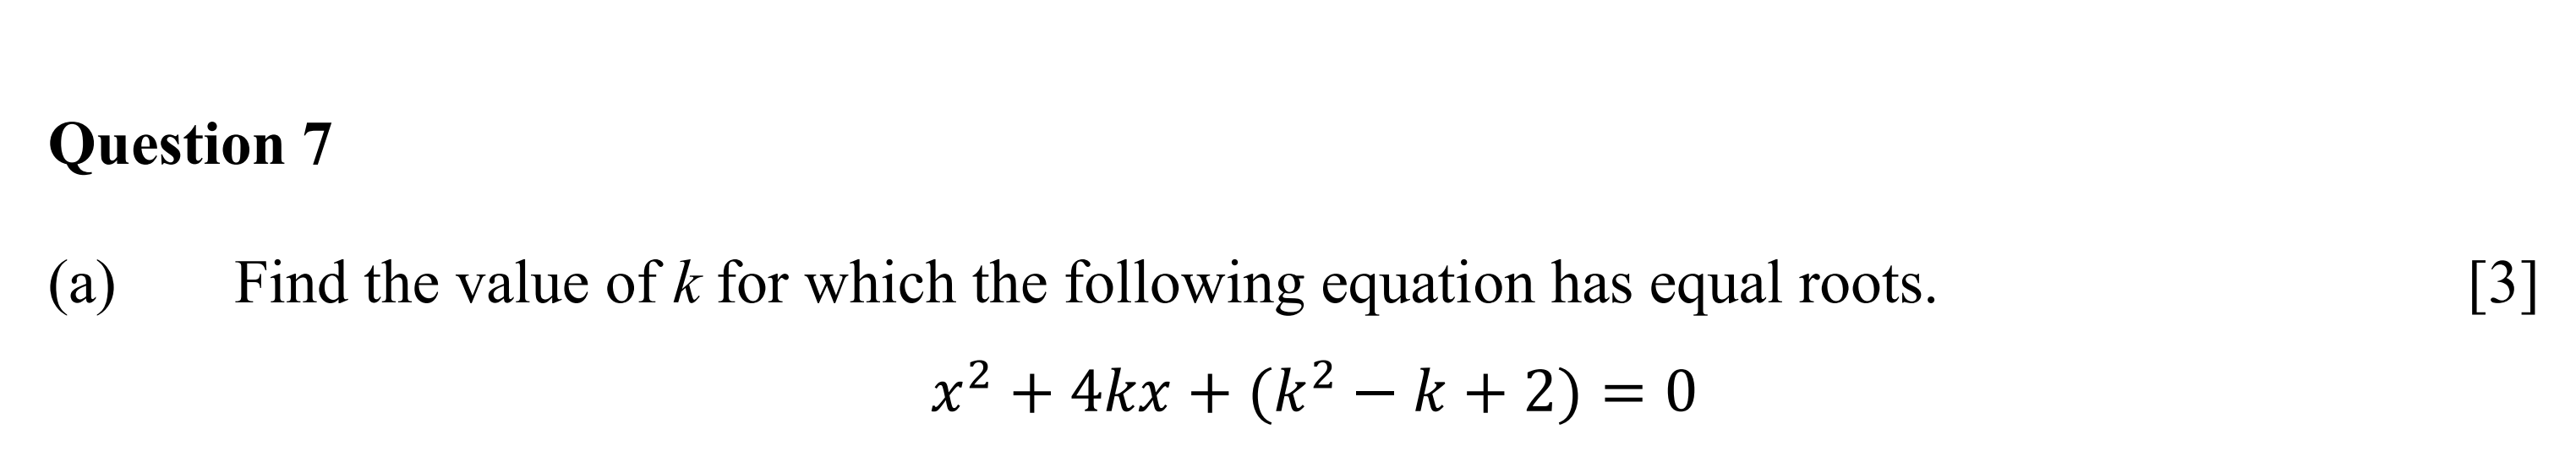 Question 7
(a) Find the value of k for which the following equation has equal roots. [3]
x² + 4kx + (k² − k + 2) = 0